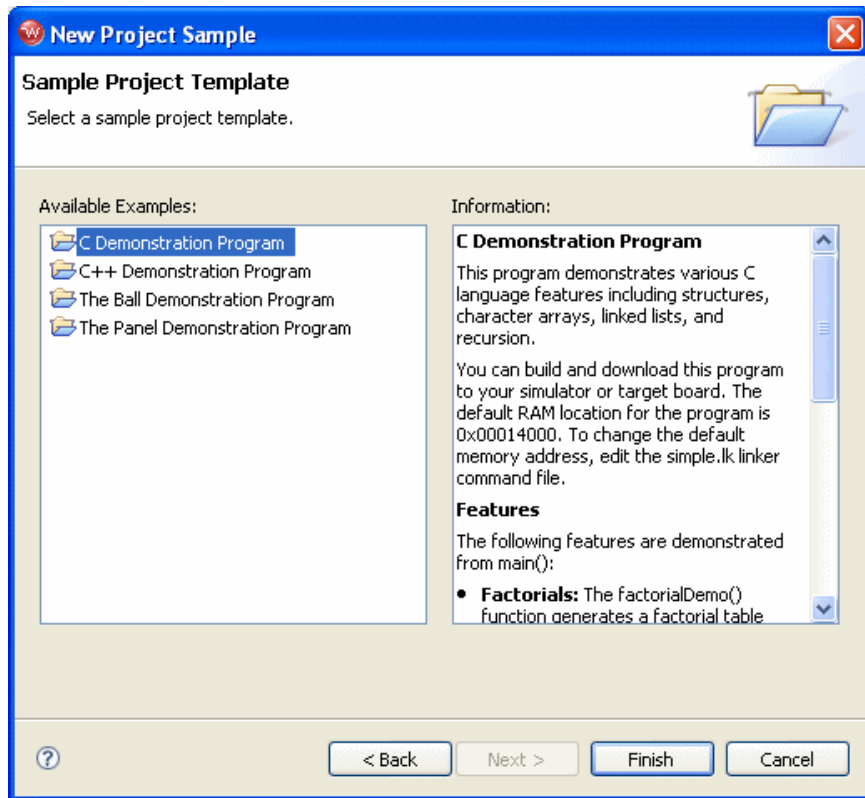 New Project Sample
Sample Project Template
Select a sample project template.
Available Examples:
C Demonstration Program
C++ Demonstration Program
The Ball Demonstration Program
The Panel Demonstration Program
Information:
C Demonstration Program
This program demonstrates various C
language features including structures,
character arrays, linked lists, and
recursion.
You can build and download this program
to your simulator or target board. The
default RAM location for the program is
0x00014000. To change the default
memory address, edit the simple.lk linker
command file.
Features
The following features are demonstrated
from main():
• Factorials: The factorialDemo()
function generates a factorial table
< Back
Next >
Finish
Cancel